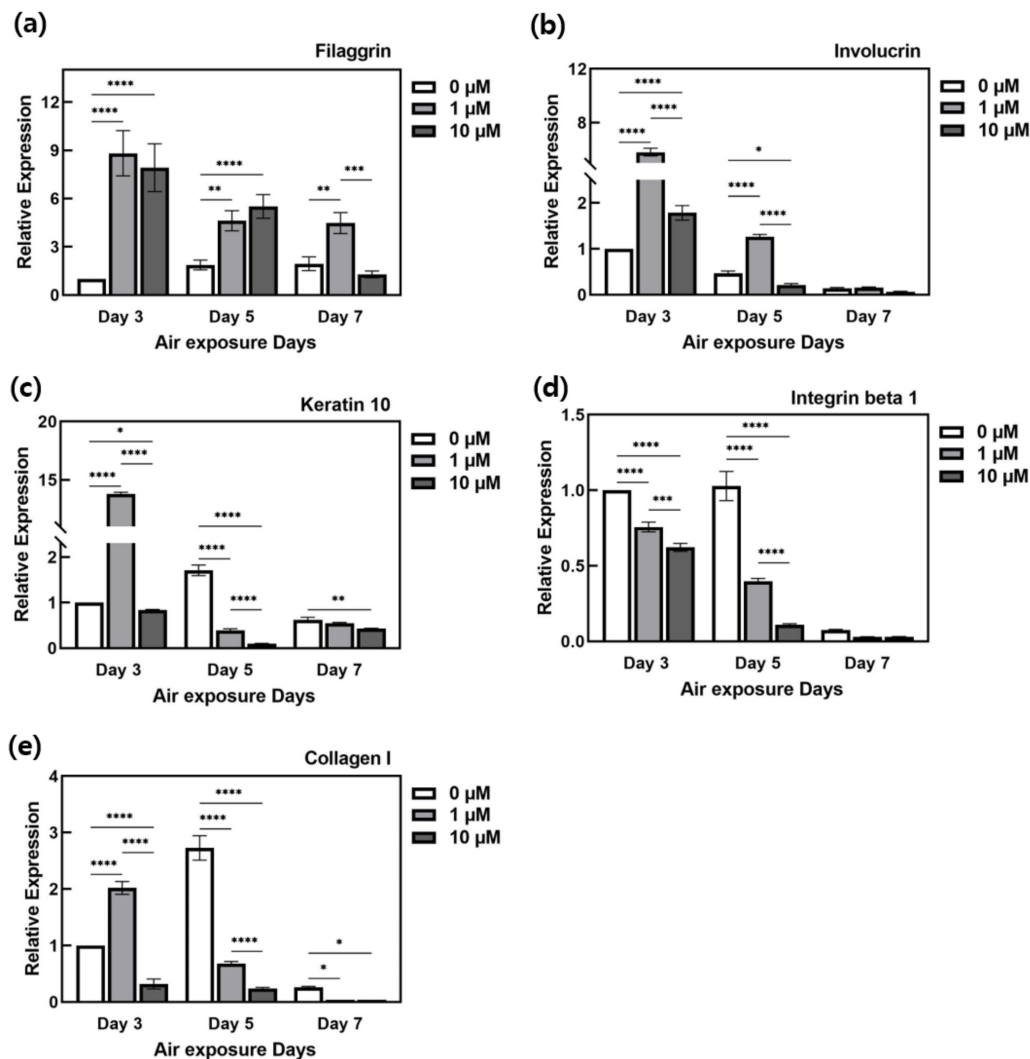 (a)
Filaggrin
Relative Expression
12
9
6
3
0
****
****
****
**
***
**
Day 3 Day 5 Day 7
Air exposure Days
0 μM
1 μM
10 μM
(b)
Involucrin
Relative Expression
12
6
2
1
0
****
****
****
*
****
****
Day 3 Day 5 Day 7
Air exposure Days
0 μM
1 μM
10 μM
(c)
Keratin 10
Relative Expression
20
15
2
1
0
*
****
****
****
****
****
**
Day 3 Day 5 Day 7
Air exposure Days
0 μM
1 μM
10 μM
(d)
Integrin beta 1
Relative Expression
1.5
1.0
0.5
0.0
****
****
***
****
****
****
Day 3 Day 5 Day 7
Air exposure Days
0 μM
1 μM
10 μM
(e)
Collagen I
Relative Expression
4
3
2
1
0
****
****
****
****
****
****
*
*
Day 3 Day 5 Day 7
Air exposure Days
0 μM
1 μM
10 μM